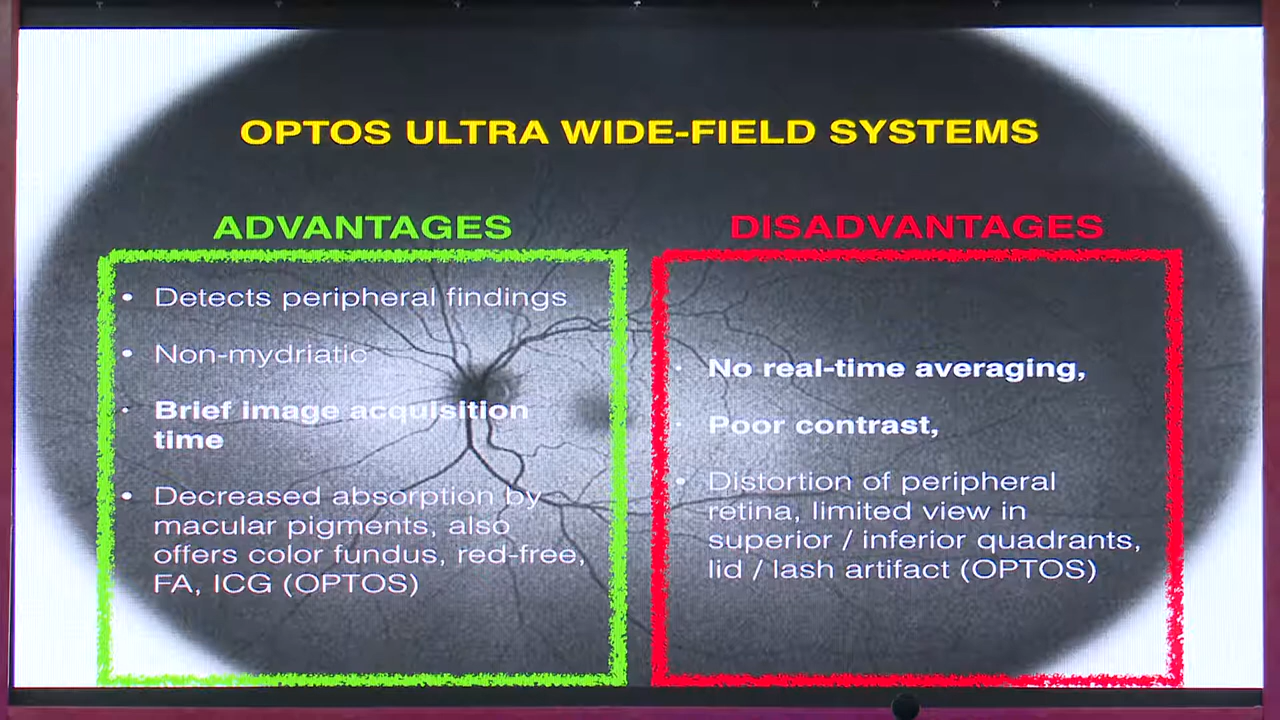 OPTOS ULTRA WIDE-FIELD SYSTEMS
ADVANTAGES
• Detects peripheral findings
• Non-mydriatic
• Brief image acquisition
time
• Decreased absorption by
macular pigments, also
offers color fundus, red-free,
FA, ICG (OPTOS)
DISADVANTAGES
• No real-time averaging,
• Poor contrast,
• Distortion of peripheral
retina, limited view in
superior / inferior quadrants,
lid / lash artifact (OPTOS)